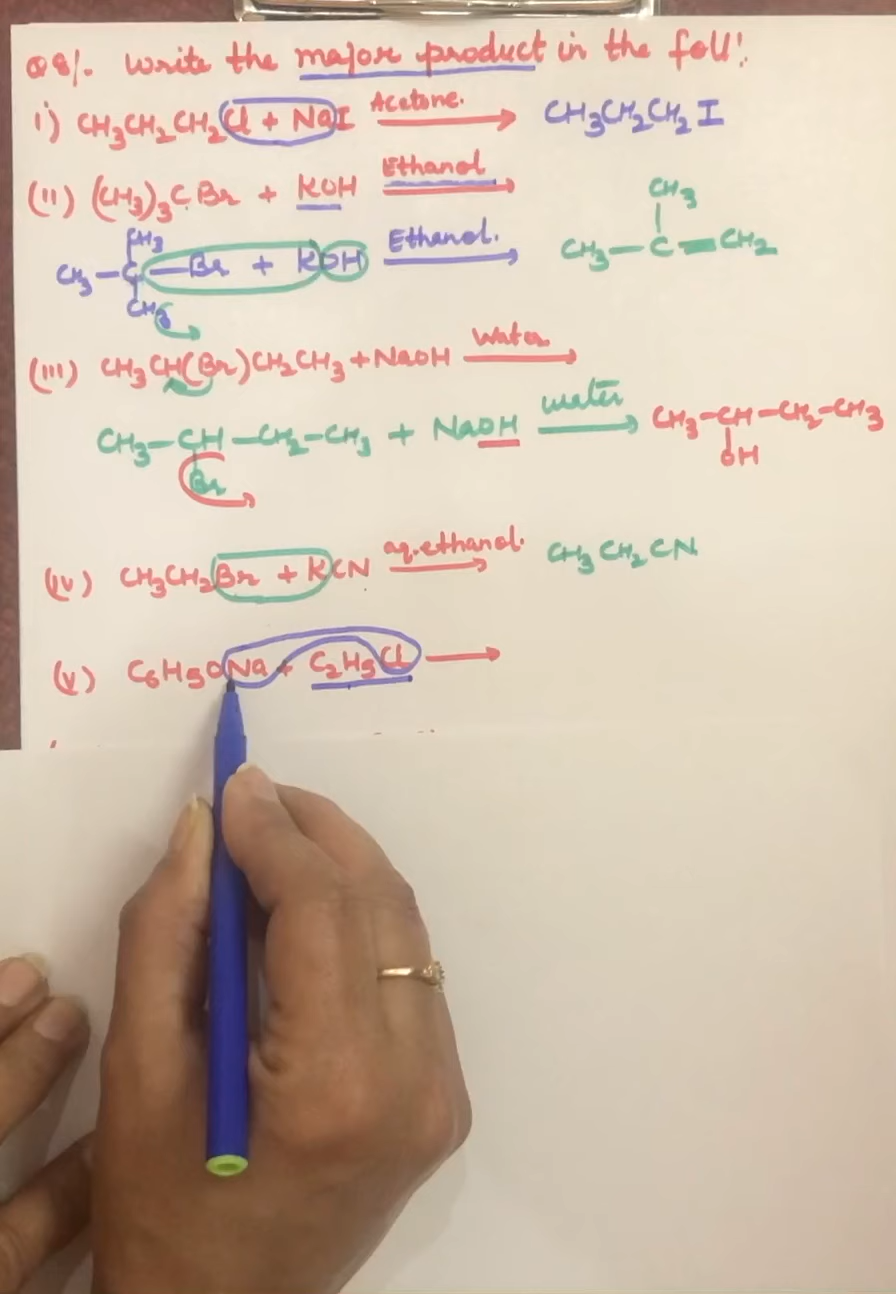 Q8/. Write the major product in the foll:
i) CH₃CH₂CH₂Cl + NaI Acetone. → CH₃CH₂CH₂I
(ii) (CH₃)₃CBr + KOH Ethanol →
CH₃
CH₃—C—Br + KOH Ethanol. →
CH₃
CH₃
CH₃—C=CH₂
(iii) CH₃CH(Br)CH₂CH₃ + NaOH Water →
CH₃—CH—CH₂—CH₃ + NaOH water → CH₃—CH—CH₂—CH₃
Br
OH
(iv) CH₃CH₂Br + KCN aq.ethanol. → CH₃CH₂CN
(v) C₆H₅ONa + C₂H₅Cl →